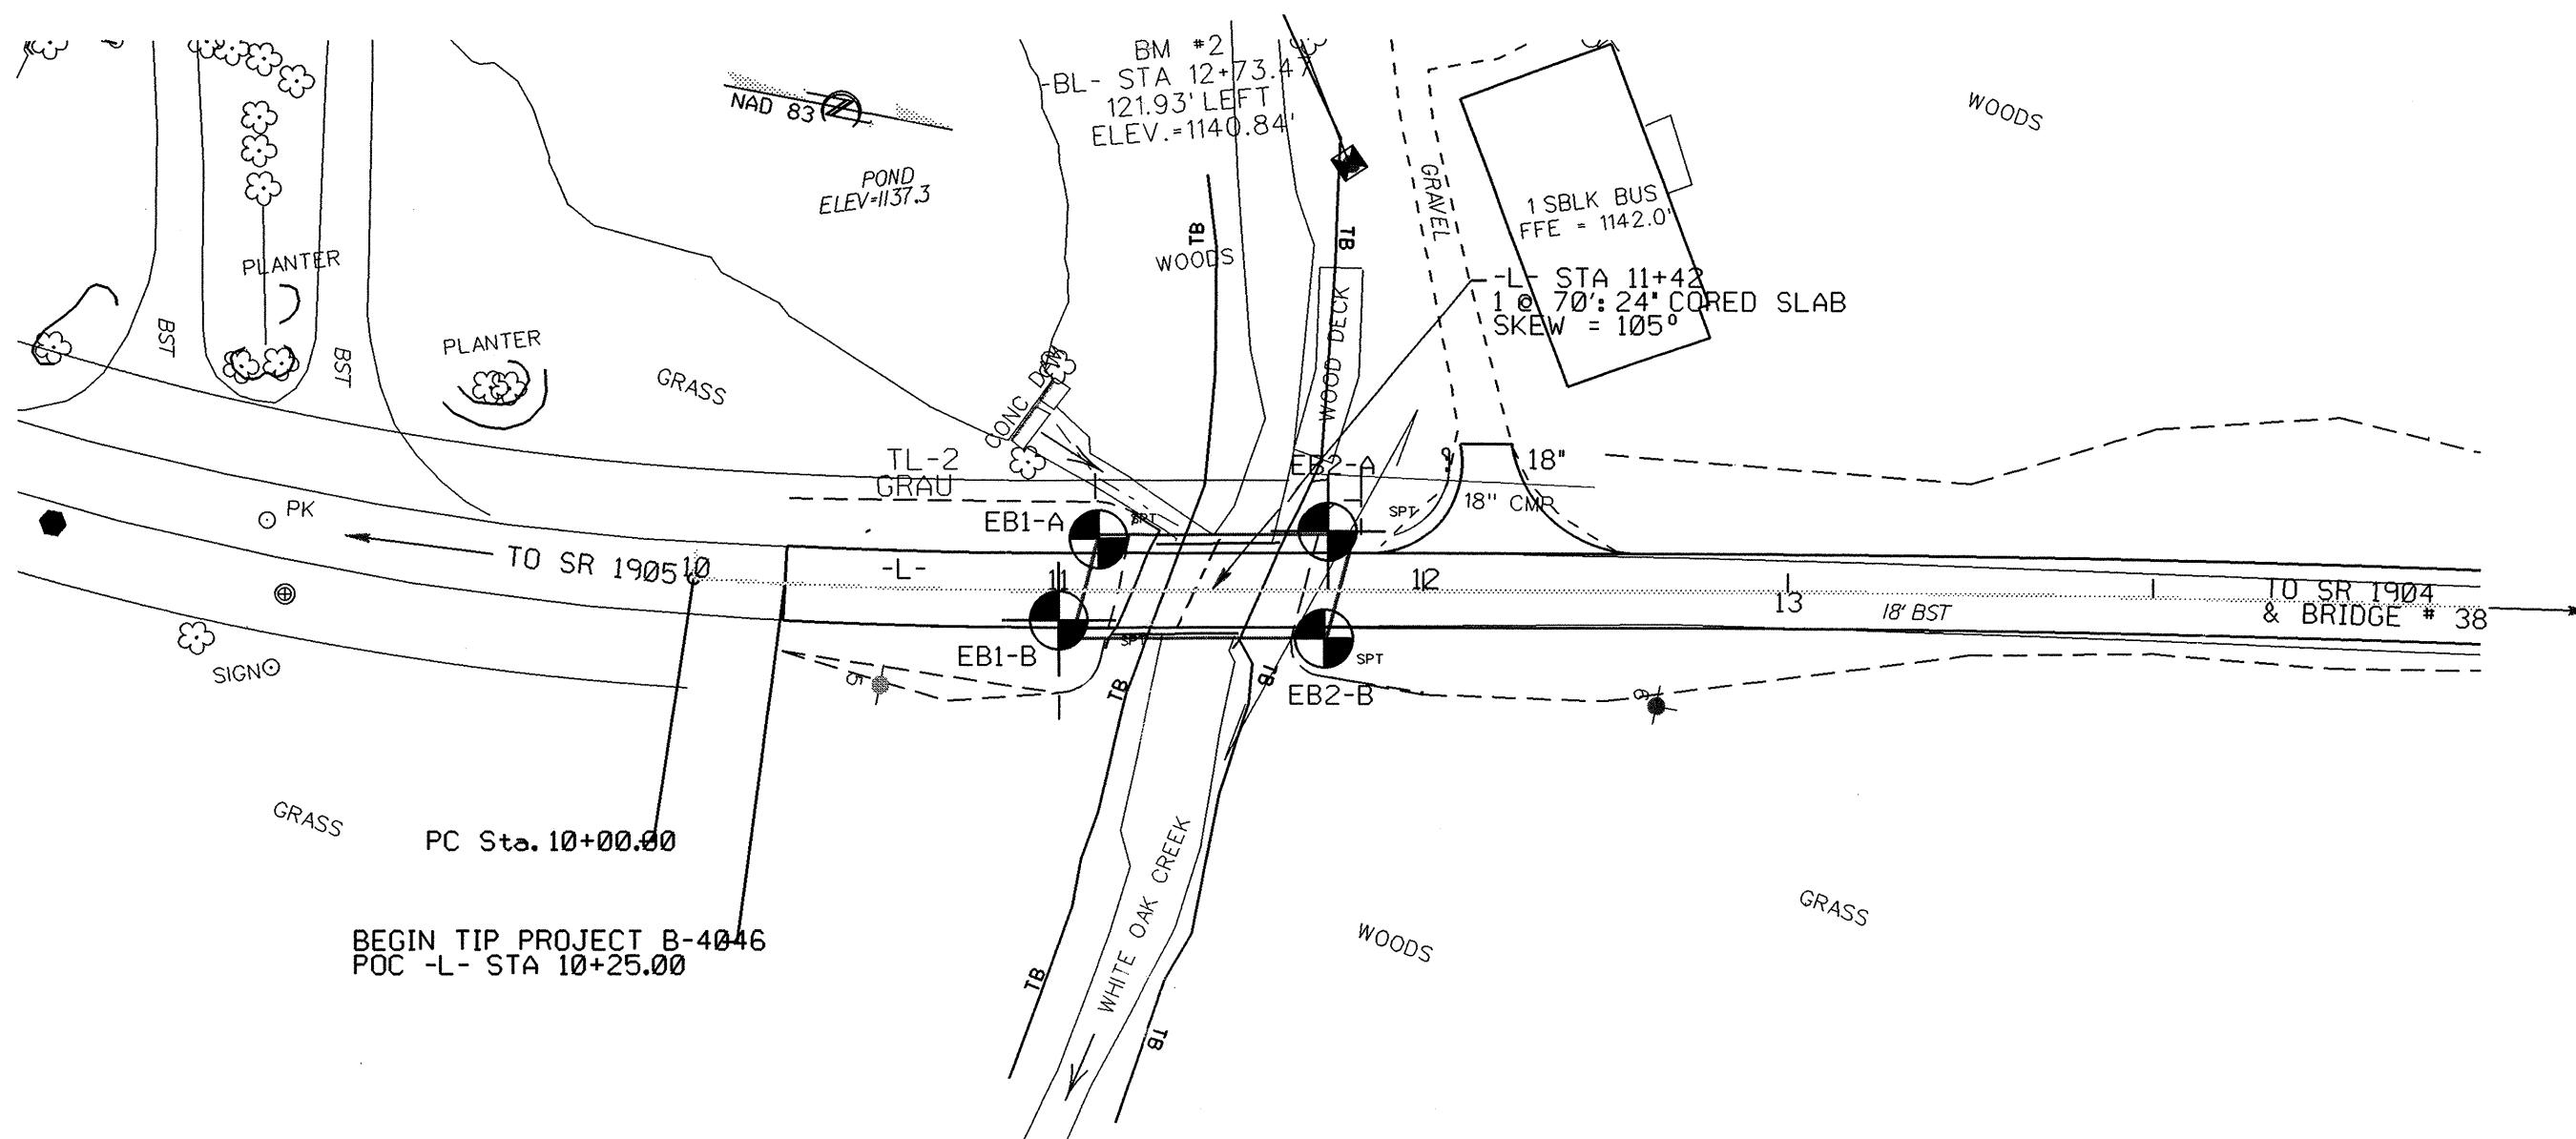 BM #2
-BL- STA 12+73.47
121.93' LEFT
ELEV.=1140.84'
NAD 83
POND
ELEV=1137.3
WOODS
GRAVEL
1 SBLK BUS
FFE = 1142.0'
TB
TB
WOODS
PLANTER
-L- STA 11+42
1 @ 70': 24" CORED SLAB
SKEW = 105°
WOOD DECK
BST
BST
PLANTER
GRASS
CONC DAM
TL-2
GRAU
EB2-A
18"
18" CMP
EB1-A
SPT
SPT
PK
TO SR 1905
10
-L-
11
12
13
18' BST
TO SR 1904
& BRIDGE # 38
EB1-B
SPT
SPT
EB2-B
SIGN
TB
TB
GRASS
PC Sta. 10+00.00
WHITE OAK CREEK
GRASS
WOODS
BEGIN TIP PROJECT B-4046
POC -L- STA 10+25.00
TB
TB